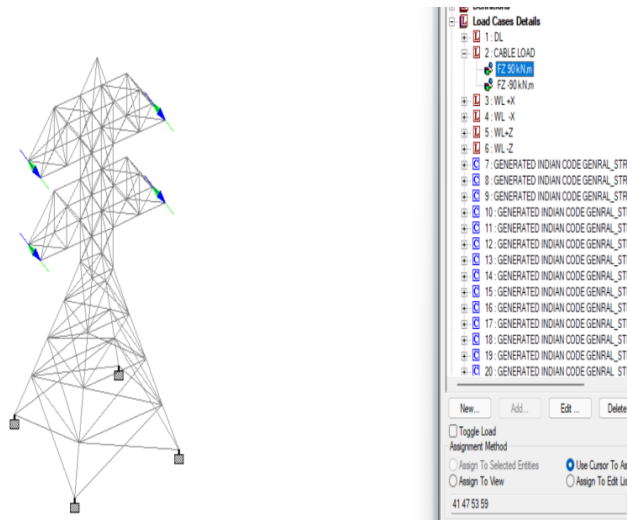 Definitions
Load Cases Details
1 : DL
2 : CABLE LOAD
FZ 90 kN,m
FZ -90 kN,m
3 : WL +X
4 : WL -X
5 : WL+Z
6 : WL -Z
7 : GENERATED INDIAN CODE GENRAL_STR
8 : GENERATED INDIAN CODE GENRAL_STR
9 : GENERATED INDIAN CODE GENRAL_STR
10 : GENERATED INDIAN CODE GENRAL_ST
11 : GENERATED INDIAN CODE GENRAL_ST
12 : GENERATED INDIAN CODE GENRAL_ST
13 : GENERATED INDIAN CODE GENRAL_ST
14 : GENERATED INDIAN CODE GENRAL_ST
15 : GENERATED INDIAN CODE GENRAL_ST
16 : GENERATED INDIAN CODE GENRAL_ST
17 : GENERATED INDIAN CODE GENRAL_ST
18 : GENERATED INDIAN CODE GENRAL_ST
19 : GENERATED INDIAN CODE GENRAL_ST
20 : GENERATED INDIAN CODE GENRAL ST
New... Add... Edit ... Delete
Toggle Load
Assignment Method
Assign To Selected Entities Use Cursor To As
Assign To View Assign To Edit Lis
41 47 53 59